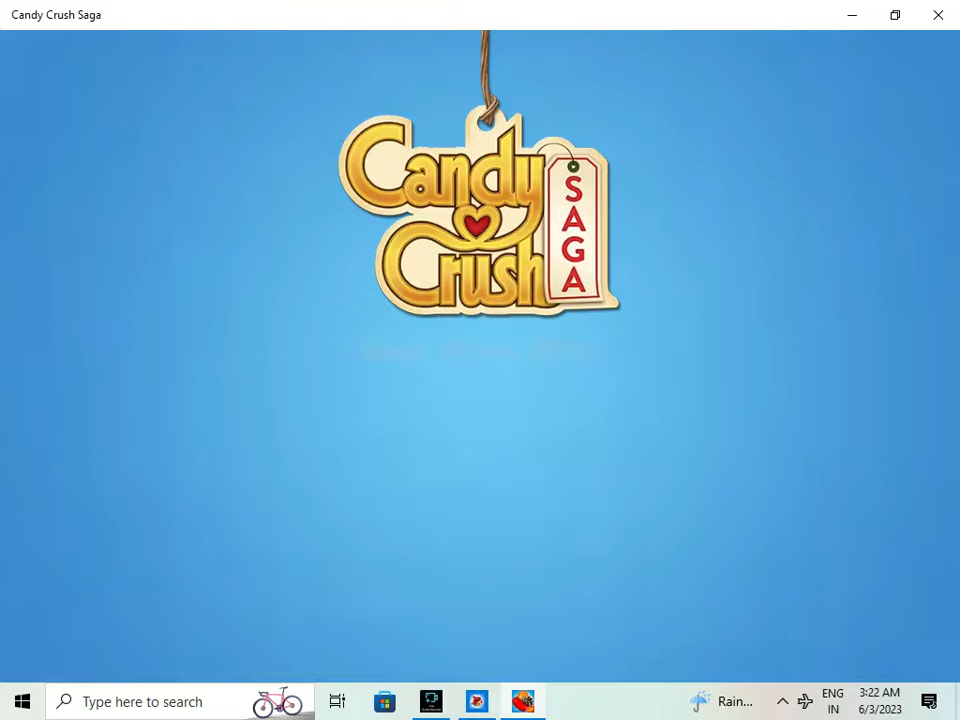 Candy Crush Saga
Candy
Crush
SAGA
Type here to search
Rain...
ENG
IN
3:22 AM
6/3/2023